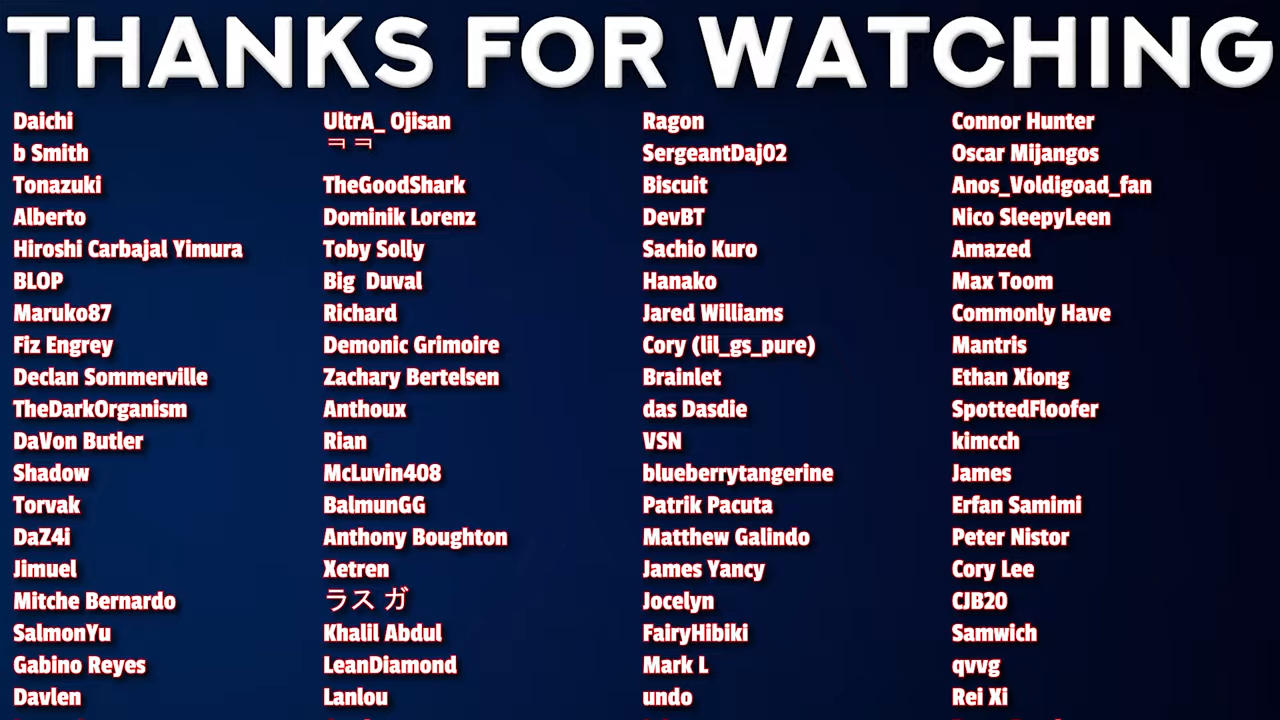 THANKS FOR WATCHING
Daichi
b Smith
Tonazuki
Alberto
Hiroshi Carbajal Yimura
BLOP
Maruko87
Fiz Engrey
Declan Sommerville
TheDarkOrganism
DaVon Butler
Shadow
Torvak
DaZ4i
Jimuel
Mitche Bernardo
SalmonYu
Gabino Reyes
Davlen
UltrA_ Ojisan
ㅋㅋ
TheGoodShark
Dominik Lorenz
Toby Solly
Big  Duval
Richard
Demonic Grimoire
Zachary Bertelsen
Anthoux
Rian
McLuvin408
BalmunGG
Anthony Boughton
Xetren
ラス ガ
Khalil Abdul
LeanDiamond
Lanlou
Ragon
SergeantDaj02
Biscuit
DevBT
Sachio Kuro
Hanako
Jared Williams
Cory (lil_gs_pure)
Brainlet
das Dasdie
VSN
blueberrytangerine
Patrik Pacuta
Matthew Galindo
James Yancy
Jocelyn
FairyHibiki
Mark L
undo
Connor Hunter
Oscar Mijangos
Anos_Voldigoad_fan
Nico SleepyLeen
Amazed
Max Toom
Commonly Have
Mantris
Ethan Xiong
SpottedFloofer
kimcch
James
Erfan Samimi
Peter Nistor
Cory Lee
CJB20
Samwich
qvvg
Rei Xi